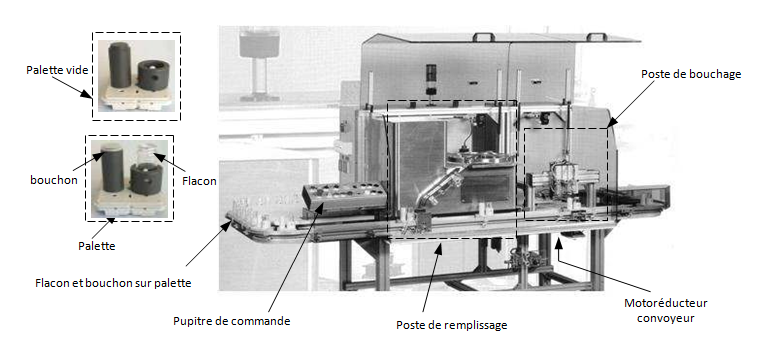 Palette vide
Poste de bouchage
bouchon
Flacon
Palette
Flacon et bouchon sur palette
Pupitre de commande
Poste de remplissage
Motoréducteur
convoyeur